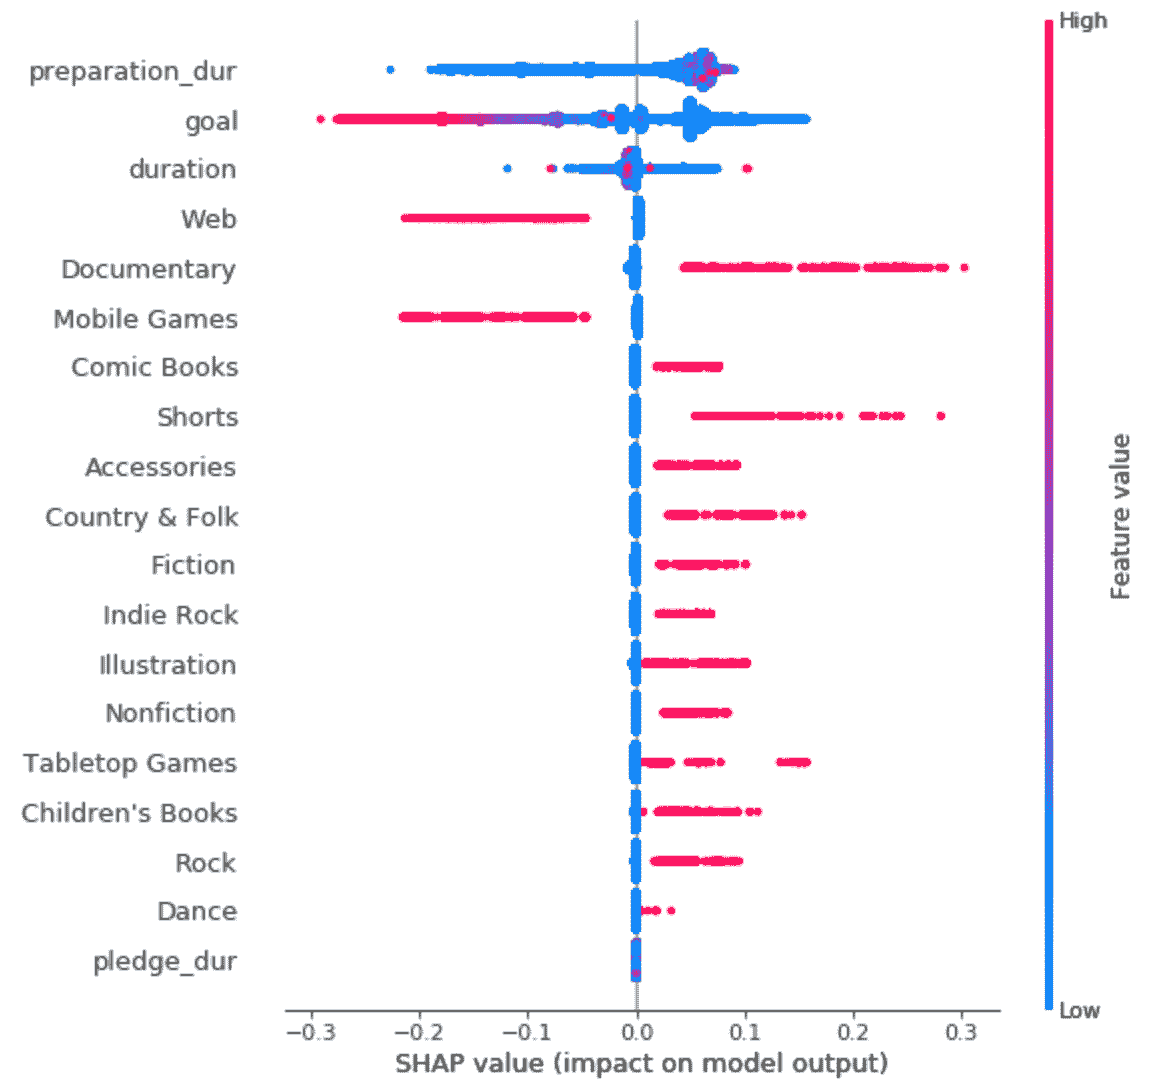 High
preparation_dur
goal
duration
Web
Documentary
Mobile Games
Comic Books
Shorts
Accessories
Country & Folk
Fiction
Indie Rock
Illustration
Nonfiction
Tabletop Games
Children's Books
Rock
Dance
pledge_dur
Feature value
Low
−0.3 −0.2 −0.1 0.0 0.1 0.2 0.3
SHAP value (impact on model output)